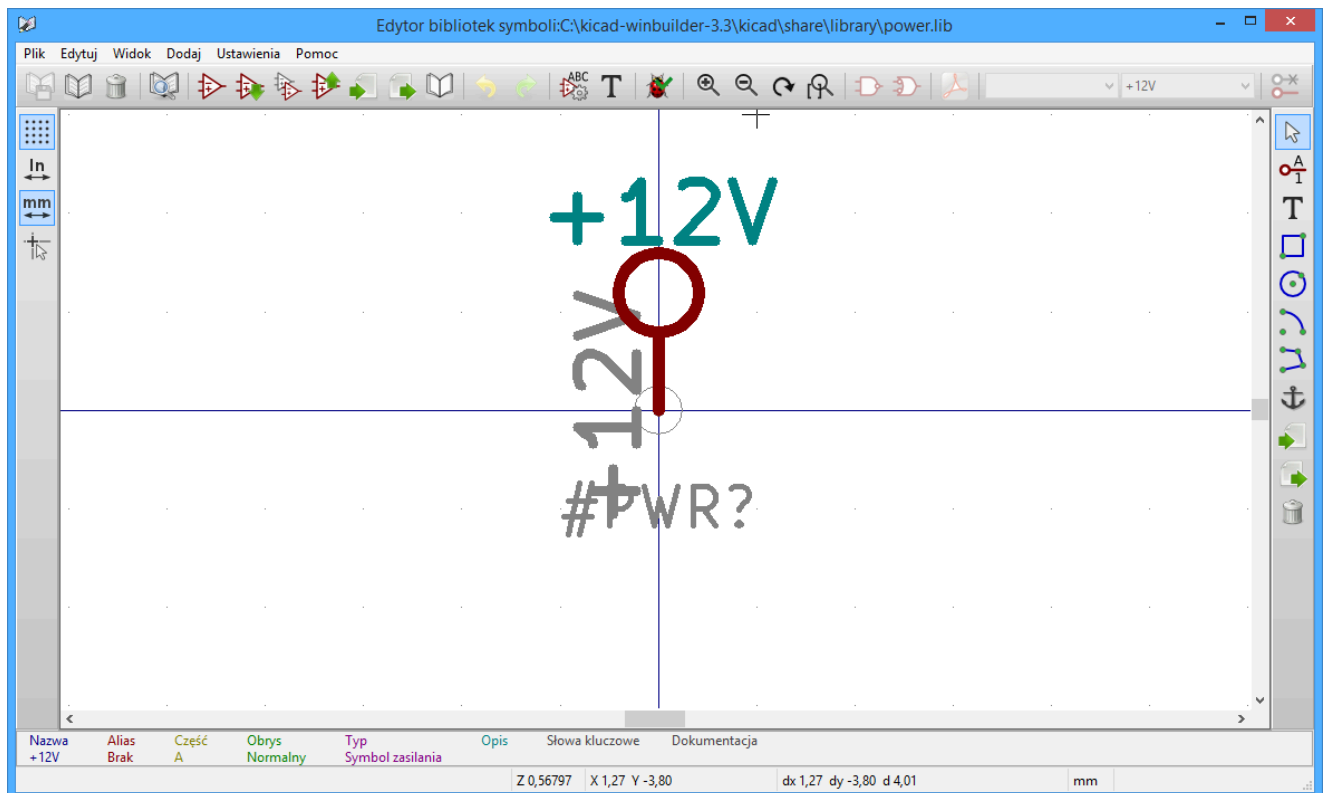 Edytor bibliotek symboli:C:\kicad-winbuilder-3.3\kicad\share\library\power.lib
Plik Edytuj Widok Dodaj Ustawienia Pomoc
ABC T +12V
In
mm
A
1
T
+12V
+12V
#PWR?
Nazwa Alias Część Obrys Typ Opis Słowa kluczowe Dokumentacja
+12V Brak A Normalny Symbol zasilania
Z 0,56797 X 1,27 Y -3,80 dx 1,27 dy -3,80 d 4,01 mm